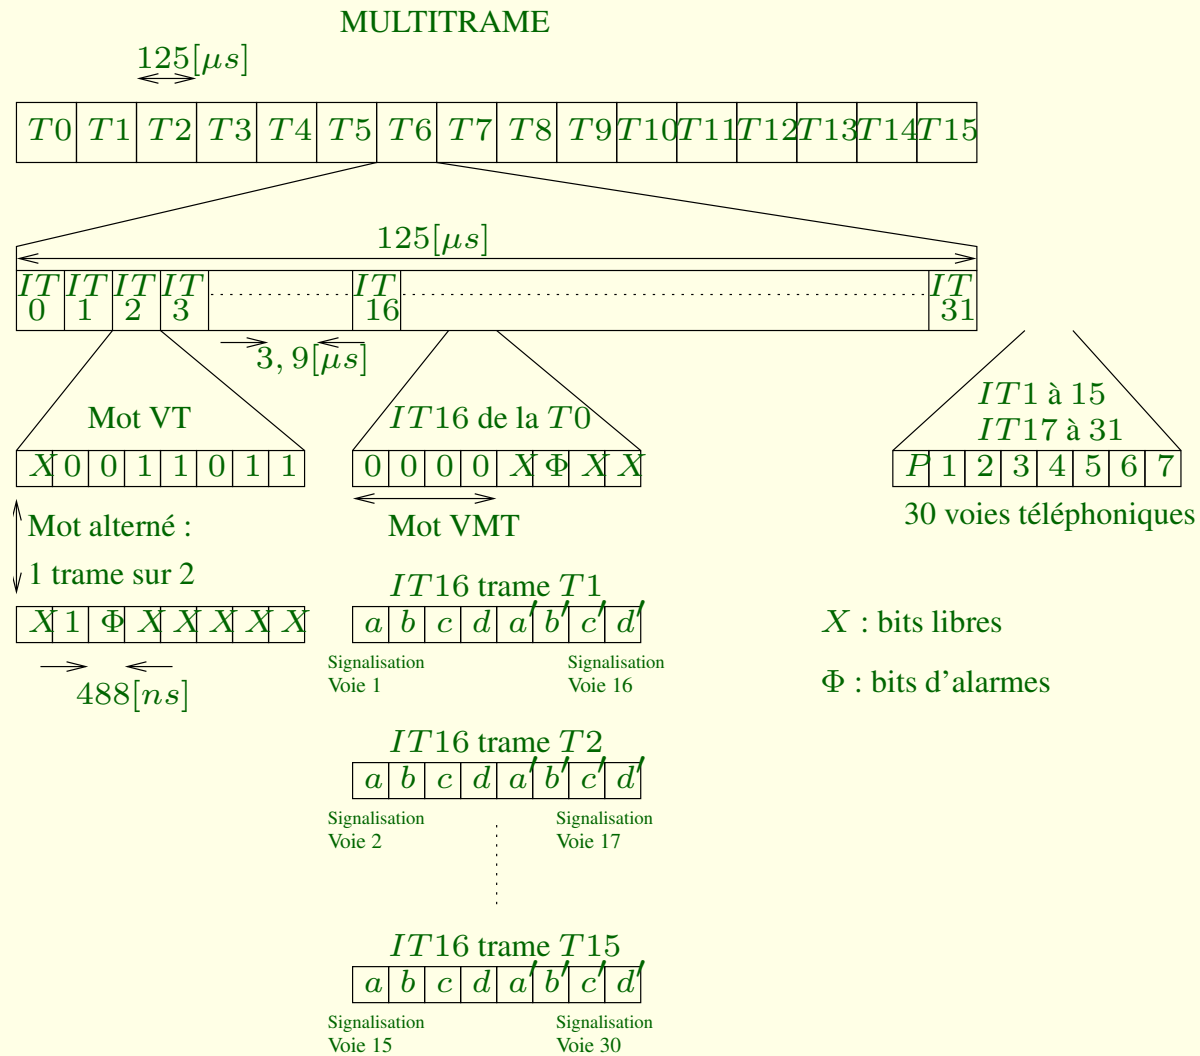 MULTITRAME
125[μs]
T0 T1 T2 T3 T4 T5 T6 T7 T8 T9 T10 T11 T12 T13 T14 T15
125[μs]
IT IT IT IT IT IT
0 1 2 3 16 31
3, 9[μs]
Mot VT
X 0 0 1 1 0 1 1
Mot alterné :
1 trame sur 2
X 1 Φ X X X X X
488[ns]
IT16 de la T0
0 0 0 0 X Φ X X
Mot VMT
IT16 trame T1
a b c d a' b' c' d'
Signalisation Signalisation
Voie 1 Voie 16
IT16 trame T2
a b c d a' b' c' d'
Signalisation Signalisation
Voie 2 Voie 17
IT16 trame T15
a b c d a' b' c' d'
Signalisation Signalisation
Voie 15 Voie 30
IT1 à 15
IT17 à 31
P 1 2 3 4 5 6 7
30 voies téléphoniques
X : bits libres
Φ : bits d'alarmes